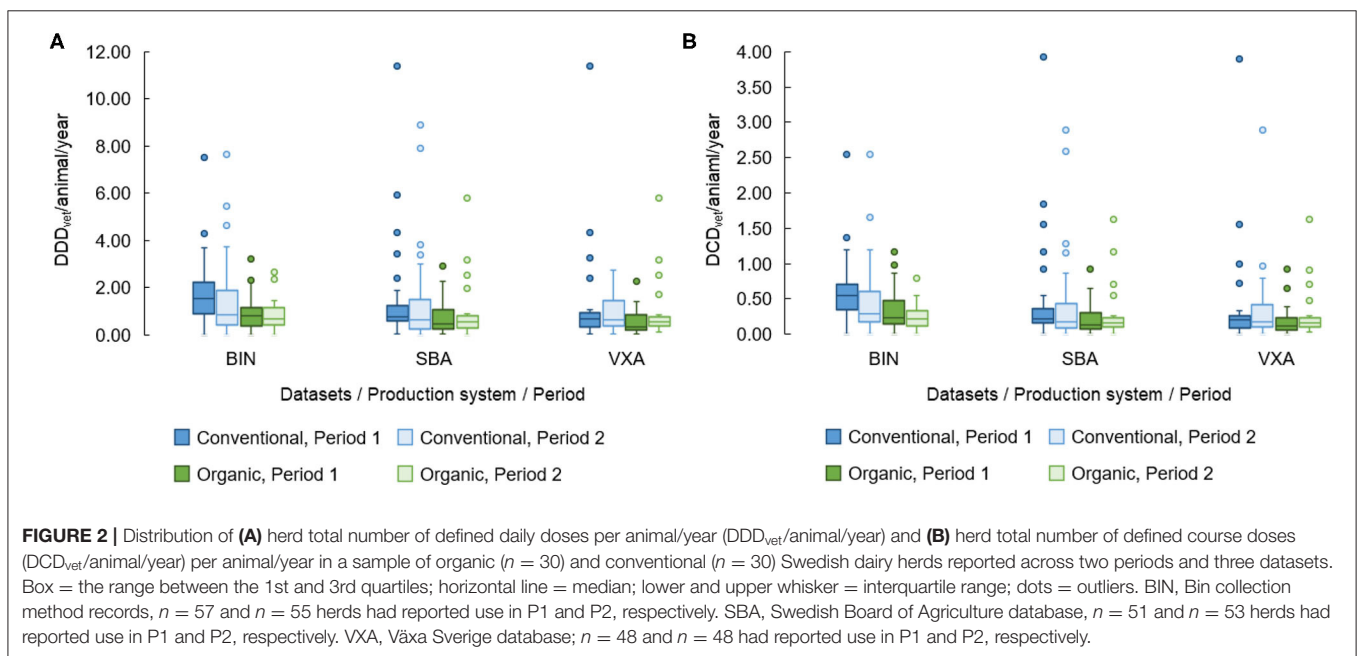 A
12.00
10.00
8.00
6.00
4.00
2.00
0.00
DDDvet/animal/year
BIN SBA VXA
Datasets / Production system / Period
Conventional, Period 1 Conventional, Period 2
Organic, Period 1 Organic, Period 2
B
4.00
3.50
3.00
2.50
2.00
1.50
1.00
0.50
0.00
DCDvet/aniaml/year
BIN SBA VXA
Datasets / Production system / Period
Conventional, Period 1 Conventional, Period 2
Organic, Period 1 Organic, Period 2
FIGURE 2 | Distribution of (A) herd total number of defined daily doses per animal/year (DDDvet/animal/year) and (B) herd total number of defined course doses
(DCDvet/animal/year) per animal/year in a sample of organic (n = 30) and conventional (n = 30) Swedish dairy herds reported across two periods and three datasets.
Box = the range between the 1st and 3rd quartiles; horizontal line = median; lower and upper whisker = interquartile range; dots = outliers. BIN, Bin collection
method records, n = 57 and n = 55 herds had reported use in P1 and P2, respectively. SBA, Swedish Board of Agriculture database, n = 51 and n = 53 herds had
reported use in P1 and P2, respectively. VXA, Växa Sverige database; n = 48 and n = 48 had reported use in P1 and P2, respectively.